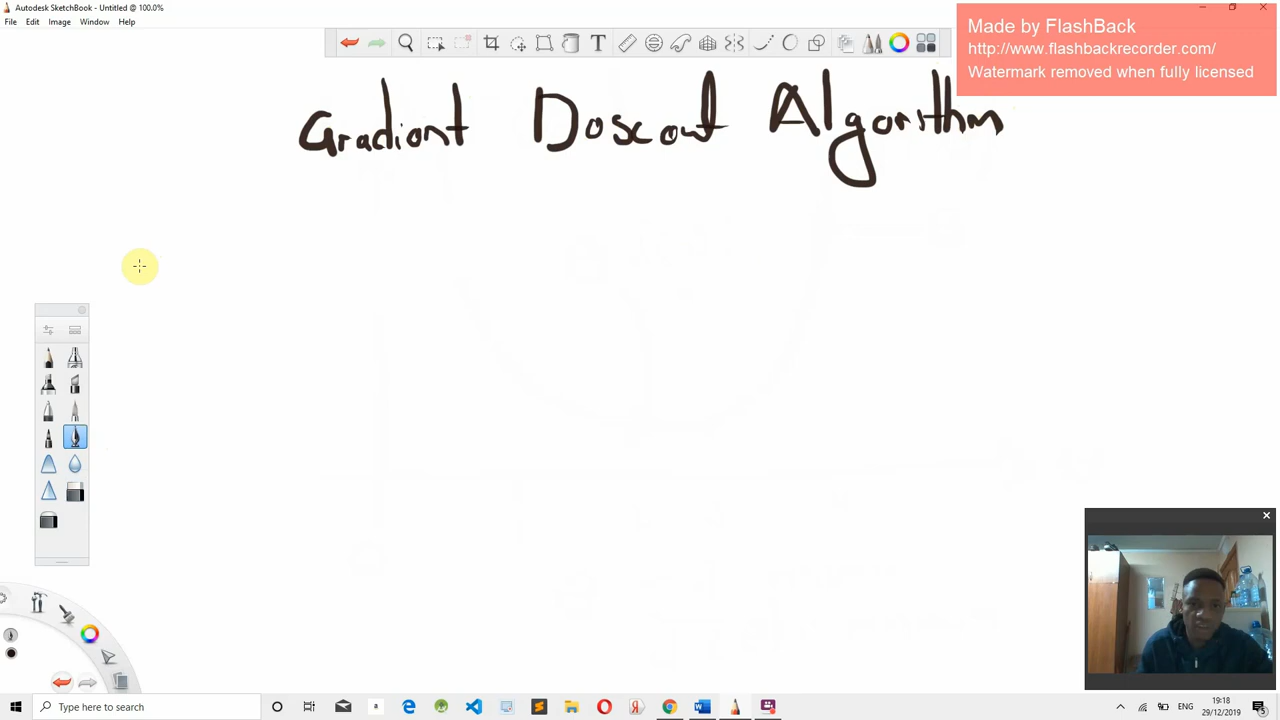 Autodesk SketchBook - Untitled @ 100.0%
File Edit Image Window Help
Made by FlashBack
http://www.flashbackrecorder.com/
Watermark removed when fully licensed
Gradient Descent Algorithm
Type here to search
ENG
19:18
29/12/2019